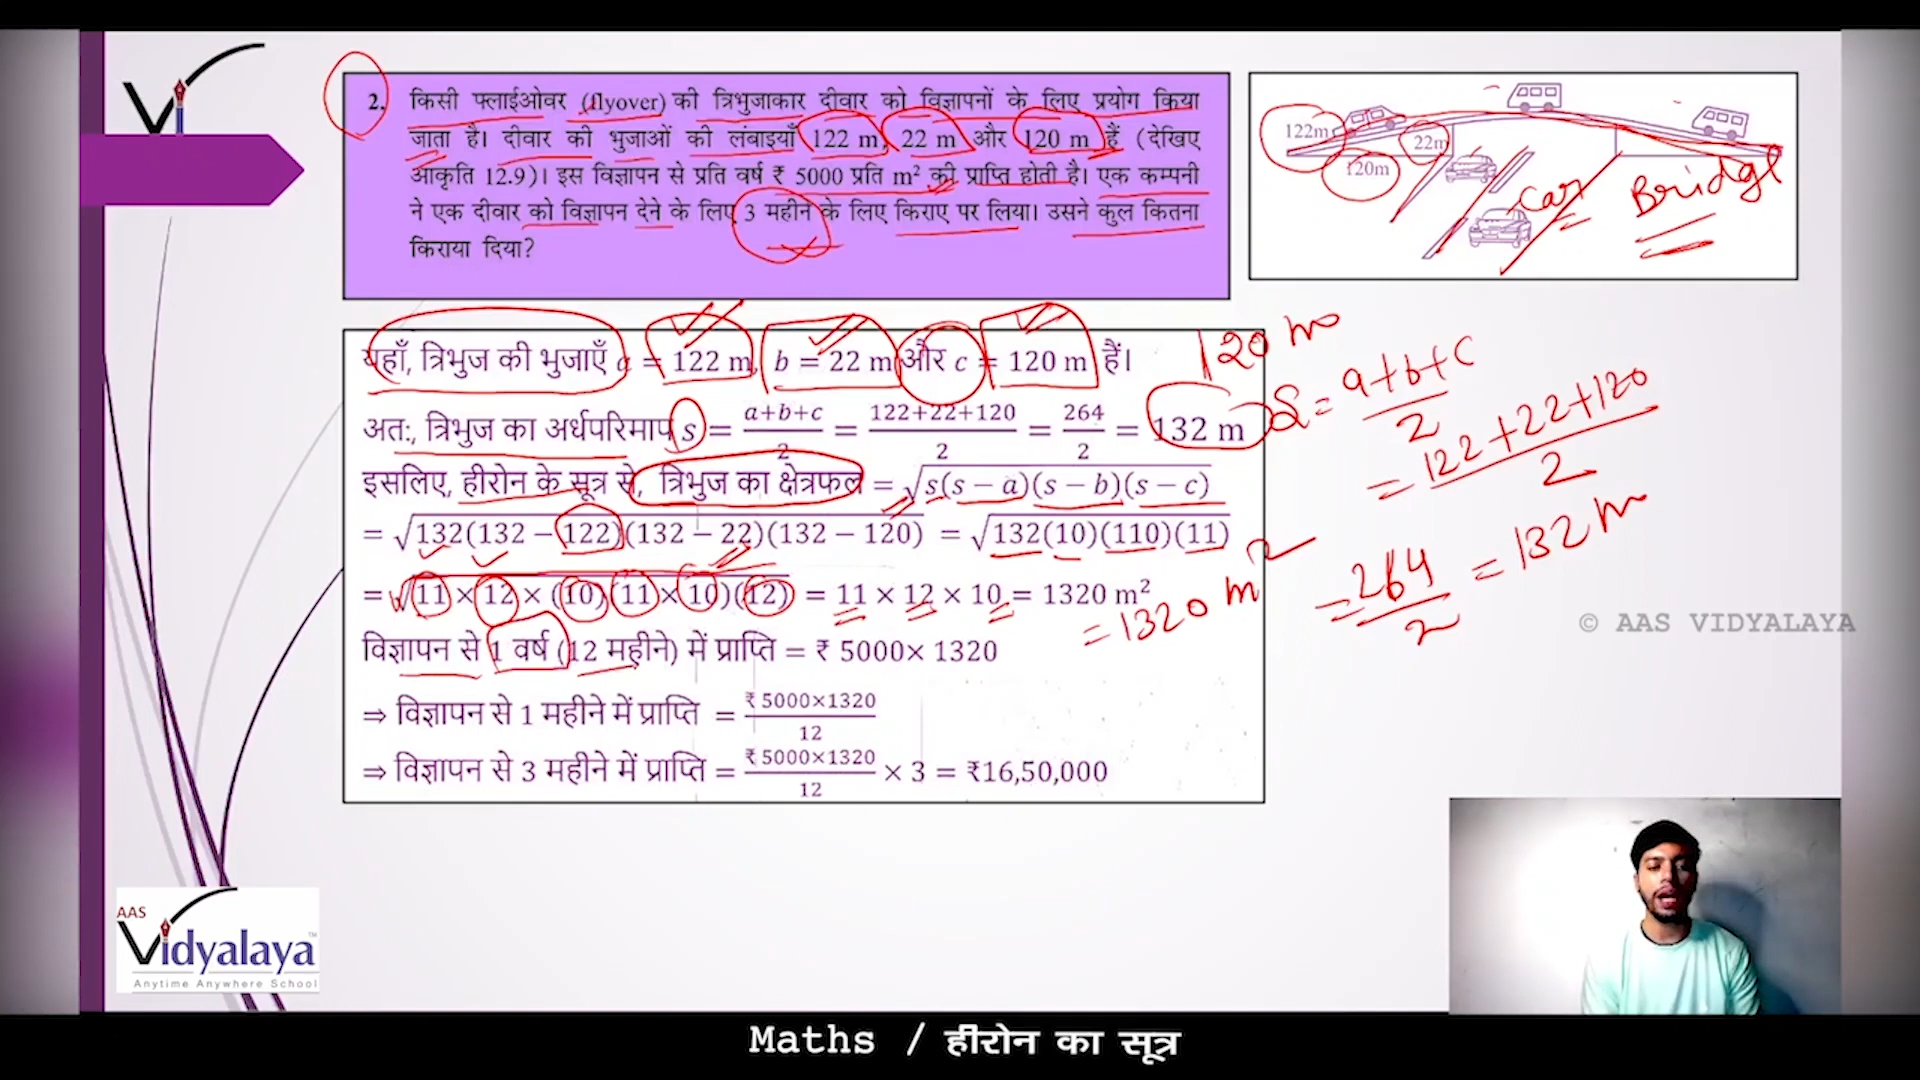 2. किसी फ्लाईओवर (flyover) की त्रिभुजाकार दीवार को विज्ञापनों के लिए प्रयोग किया
जाता है। दीवार की भुजाओं की लंबाइयाँ 122 m, 22 m और 120 m हैं (देखिए
आकृति 12.9)। इस विज्ञापन से प्रति वर्ष ₹ 5000 प्रति m² की प्राप्ति होती है। एक कम्पनी
ने एक दीवार को विज्ञापन देने के लिए 3 महीने के लिए किराए पर लिया। उसने कुल कितना
किराया दिया?
122m
22m
120m
Car
Bridge
यहाँ, त्रिभुज की भुजाएँ a = 122 m, b = 22 m और c = 120 m हैं।
अत:, त्रिभुज का अर्धपरिमाप s = a+b+c/2 = 122+22+120/2 = 264/2 = 132 m
इसलिए, हीरोन के सूत्र से, त्रिभुज का क्षेत्रफल = √s(s − a)(s − b)(s − c)
= √132(132 − 122)(132 − 22)(132 − 120) = √132(10)(110)(11)
= √11 × 12 × (10)(11 × 10)(12) = 11 × 12 × 10 = 1320 m²
विज्ञापन से 1 वर्ष (12 महीने) में प्राप्ति = ₹ 5000× 1320
⇒ विज्ञापन से 1 महीने में प्राप्ति = ₹ 5000×1320/12
⇒ विज्ञापन से 3 महीने में प्राप्ति = ₹ 5000×1320/12 × 3 = ₹16,50,000
120 m
S = a+b+c/2
= 122+22+120/2
= 264/2 = 132 m
= 1320 m²
© AAS VIDYALAYA
AAS
Vidyalaya™
Anytime Anywhere School
Maths / हीरोन का सूत्र